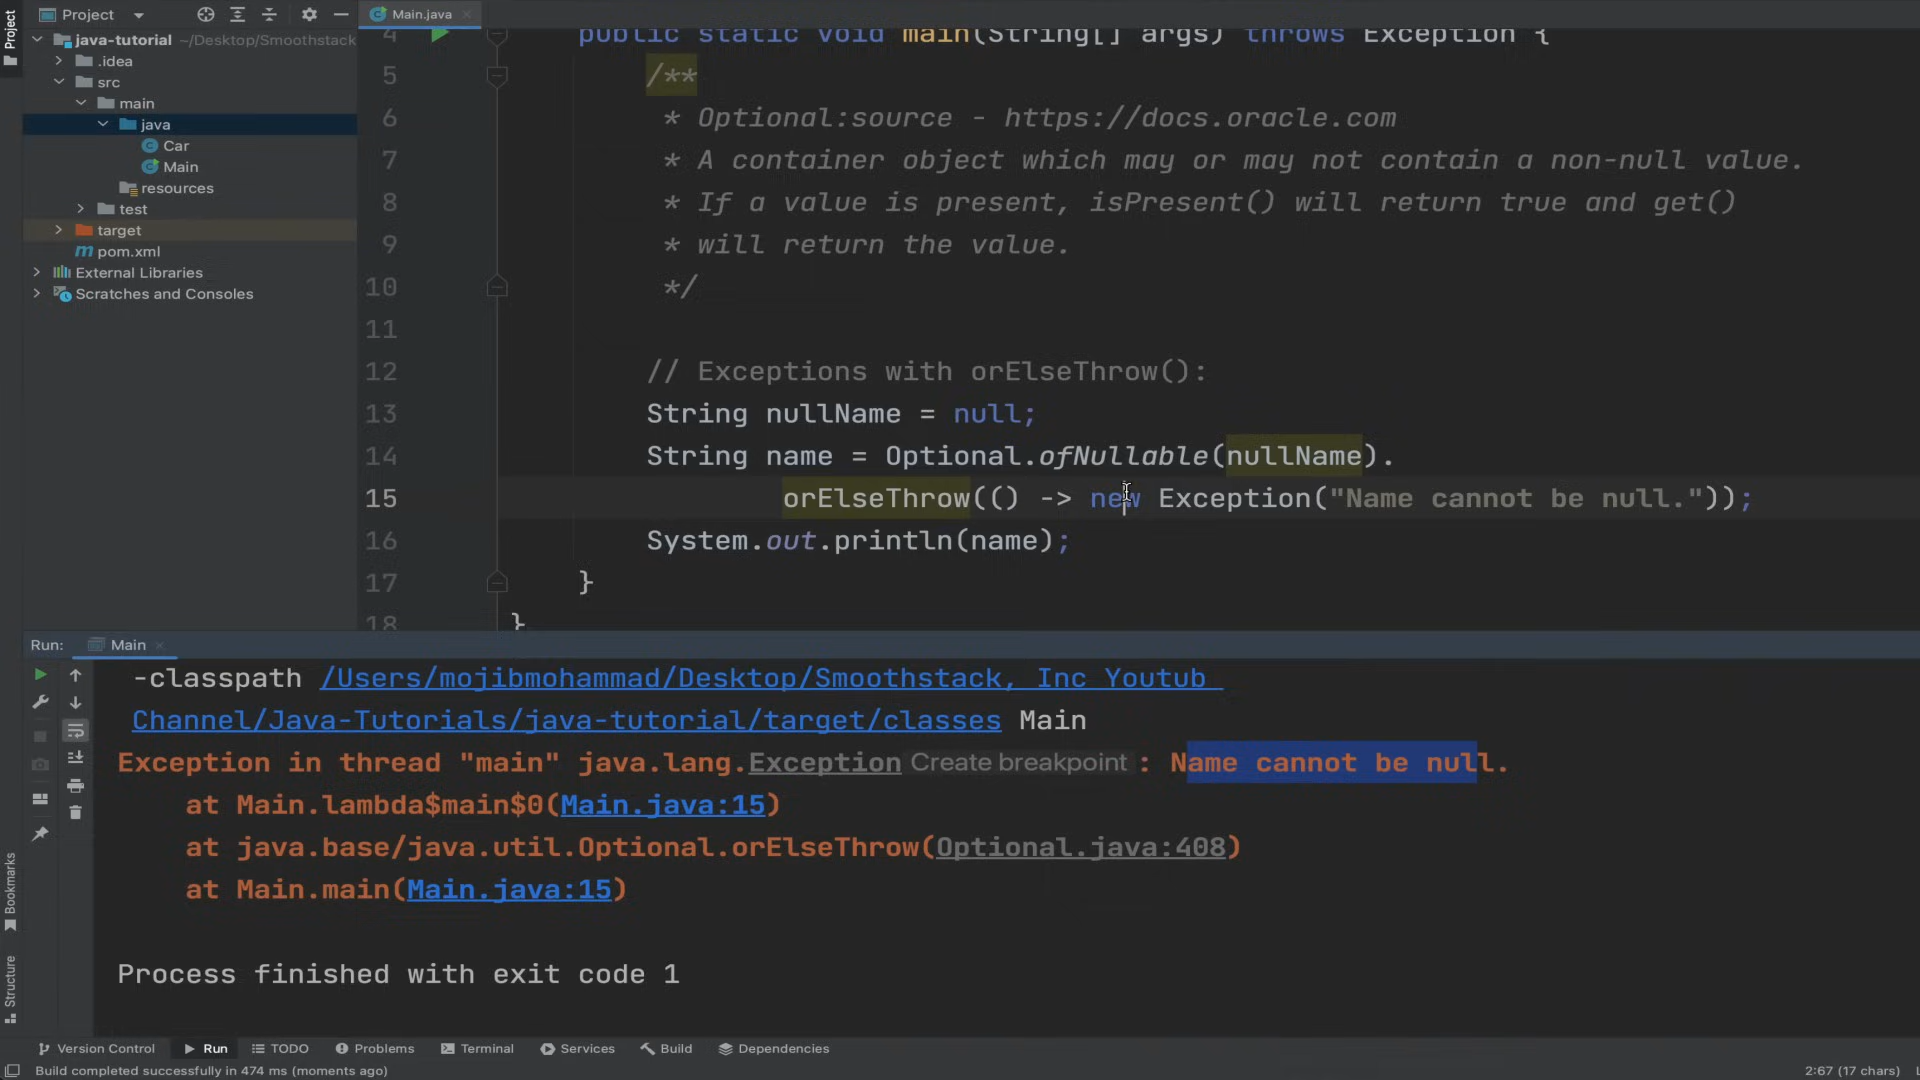 Project
Main.java
Project
java-tutorial ~/Desktop/Smoothstack
.idea
src
main
java
Car
Main
resources
test
target
pom.xml
External Libraries
Scratches and Consoles
4 public static void main(String[] args) throws Exception {
5 /**
6 * Optional:source - https://docs.oracle.com
7 * A container object which may or may not contain a non-null value.
8 * If a value is present, isPresent() will return true and get()
9 * will return the value.
10 */
11
12 // Exceptions with orElseThrow():
13 String nullName = null;
14 String name = Optional.ofNullable(nullName).
15 orElseThrow(() -> new Exception("Name cannot be null."));
16 System.out.println(name);
17 }
18 }
Run: Main
-classpath /Users/mojibmohammad/Desktop/Smoothstack, Inc Youtub
Channel/Java-Tutorials/java-tutorial/target/classes Main
Exception in thread "main" java.lang.Exception Create breakpoint : Name cannot be null.
at Main.lambda$main$0(Main.java:15)
at java.base/java.util.Optional.orElseThrow(Optional.java:408)
at Main.main(Main.java:15)
Process finished with exit code 1
Bookmarks
Structure
Version Control Run TODO Problems Terminal Services Build Dependencies
Build completed successfully in 474 ms (moments ago) 2:67 (17 chars)